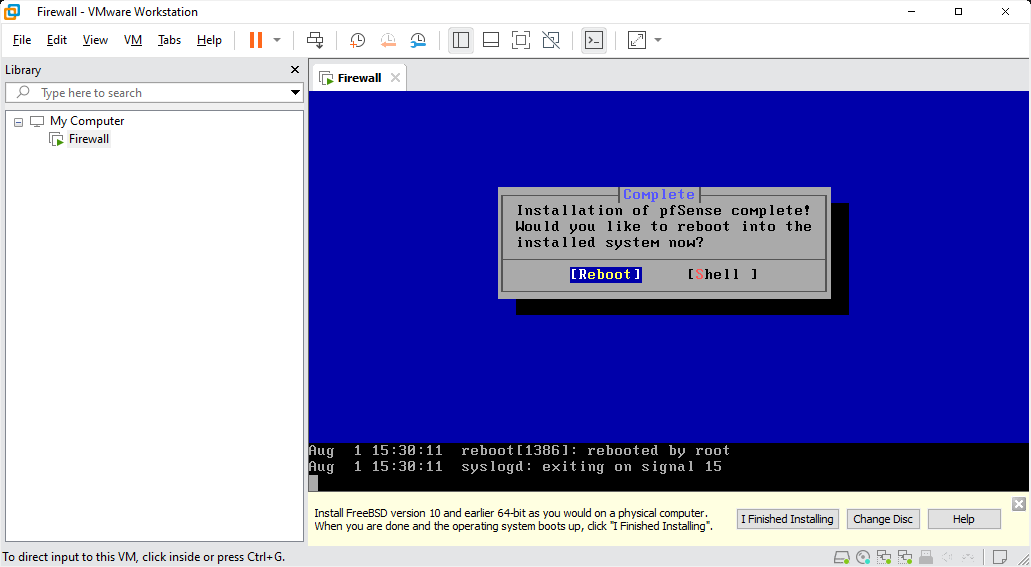 Firewall - VMware Workstation
File Edit View VM Tabs Help
Library
Type here to search
My Computer
Firewall
Firewall
Complete
Installation of pfSense complete!
Would you like to reboot into the
installed system now?
[Reboot] [Shell ]
Aug  1 15:30:11  reboot[1386]: rebooted by root
Aug  1 15:30:11  syslogd: exiting on signal 15
Install FreeBSD version 10 and earlier 64-bit as you would on a physical computer.
When you are done and the operating system boots up, click "I Finished Installing".
I Finished Installing Change Disc Help
To direct input to this VM, click inside or press Ctrl+G.